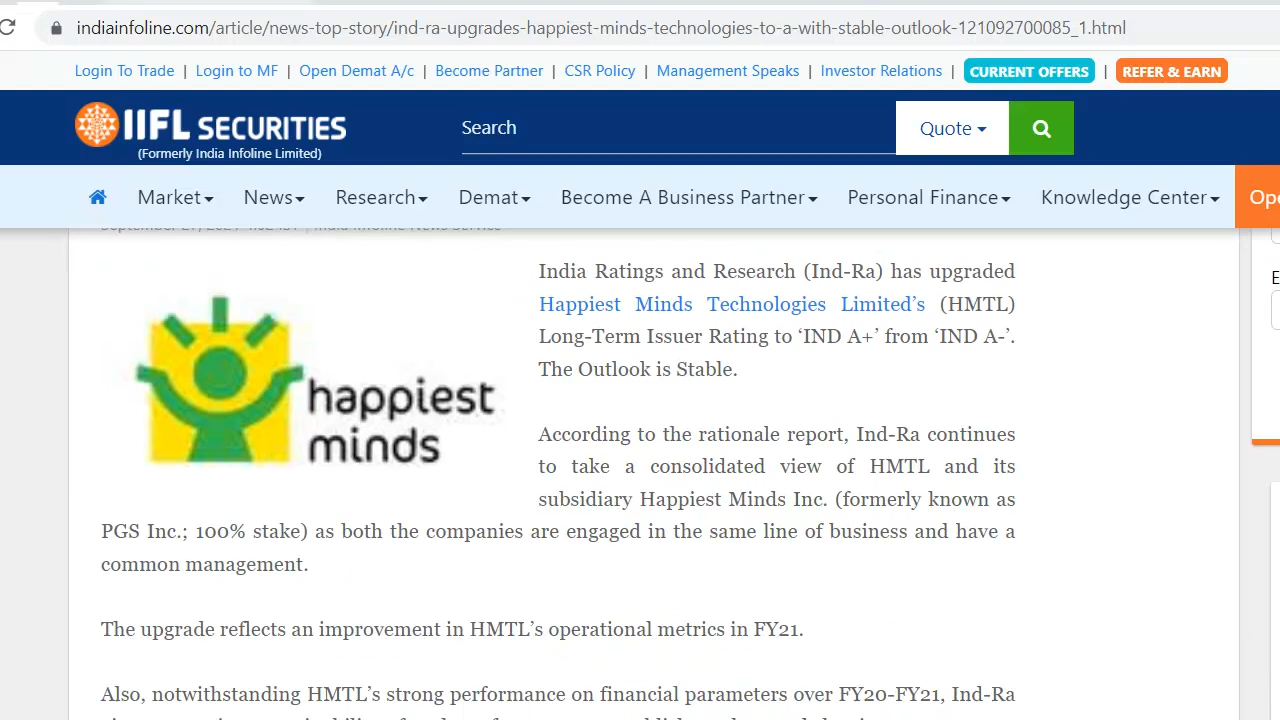 indiainfoline.com/article/news-top-story/ind-ra-upgrades-happiest-minds-technologies-to-a-with-stable-outlook-121092700085_1.html
Login To Trade | Login to MF | Open Demat A/c | Become Partner | CSR Policy | Management Speaks | Investor Relations | CURRENT OFFERS | REFER & EARN
IIFL SECURITIES
(Formerly India Infoline Limited)
Search
Quote
Market News Research Demat Become A Business Partner Personal Finance Knowledge Center Ope
India Infoline News Service
E
happiest
minds
India Ratings and Research (Ind-Ra) has upgraded
Happiest Minds Technologies Limited’s (HMTL)
Long-Term Issuer Rating to ‘IND A+’ from ‘IND A-’.
The Outlook is Stable.
According to the rationale report, Ind-Ra continues
to take a consolidated view of HMTL and its
subsidiary Happiest Minds Inc. (formerly known as
PGS Inc.; 100% stake) as both the companies are engaged in the same line of business and have a
common management.
The upgrade reflects an improvement in HMTL’s operational metrics in FY21.
Also, notwithstanding HMTL’s strong performance on financial parameters over FY20-FY21, Ind-Ra